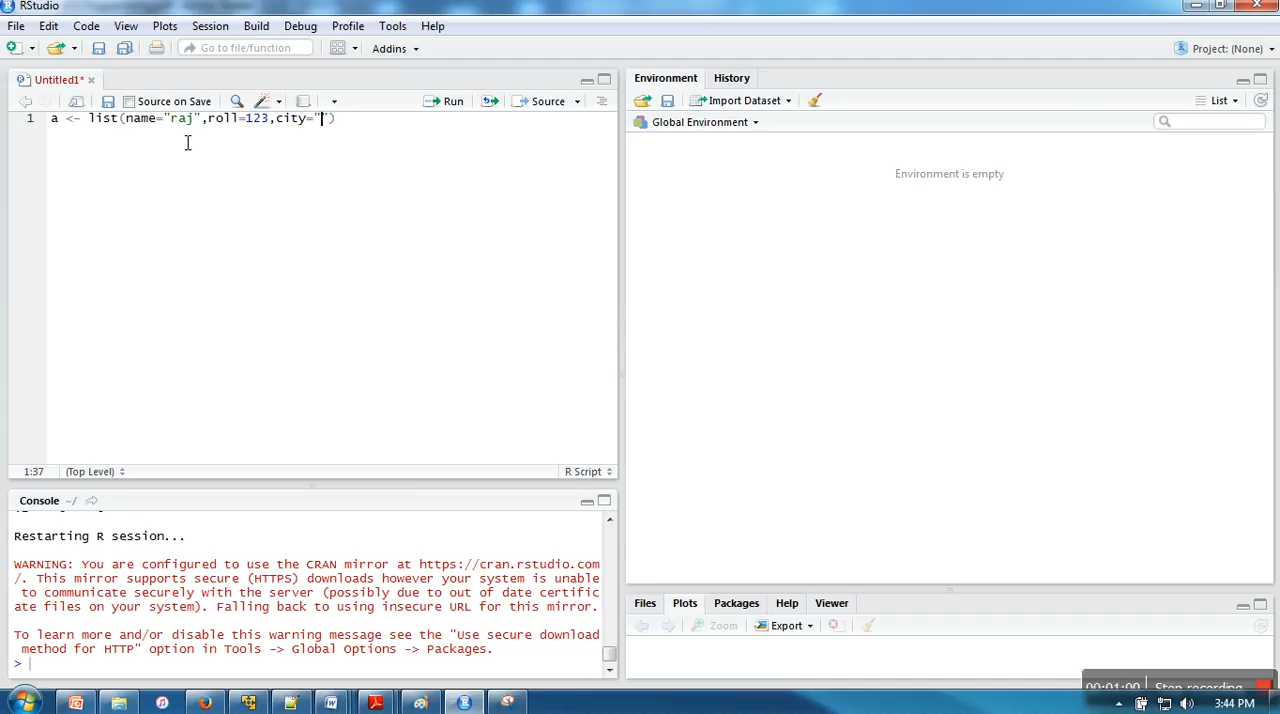 RStudio
File Edit Code View Plots Session Build Debug Profile Tools Help
Go to file/function Addins Project: (None)
Untitled1*
Source on Save Run Source
1 a <- list(name="raj",roll=123,city="")
1:37 (Top Level) R Script
Console ~/
Restarting R session...
WARNING: You are configured to use the CRAN mirror at https://cran.rstudio.com
/. This mirror supports secure (HTTPS) downloads however your system is unable
to communicate securely with the server (possibly due to out of date certific
ate files on your system). Falling back to using insecure URL for this mirror.
To learn more and/or disable this warning message see the "Use secure download
method for HTTP" option in Tools -> Global Options -> Packages.
>
Environment History
Import Dataset List
Global Environment
Environment is empty
Files Plots Packages Help Viewer
Zoom Export
00:01:09 Stop recording
3:44 PM